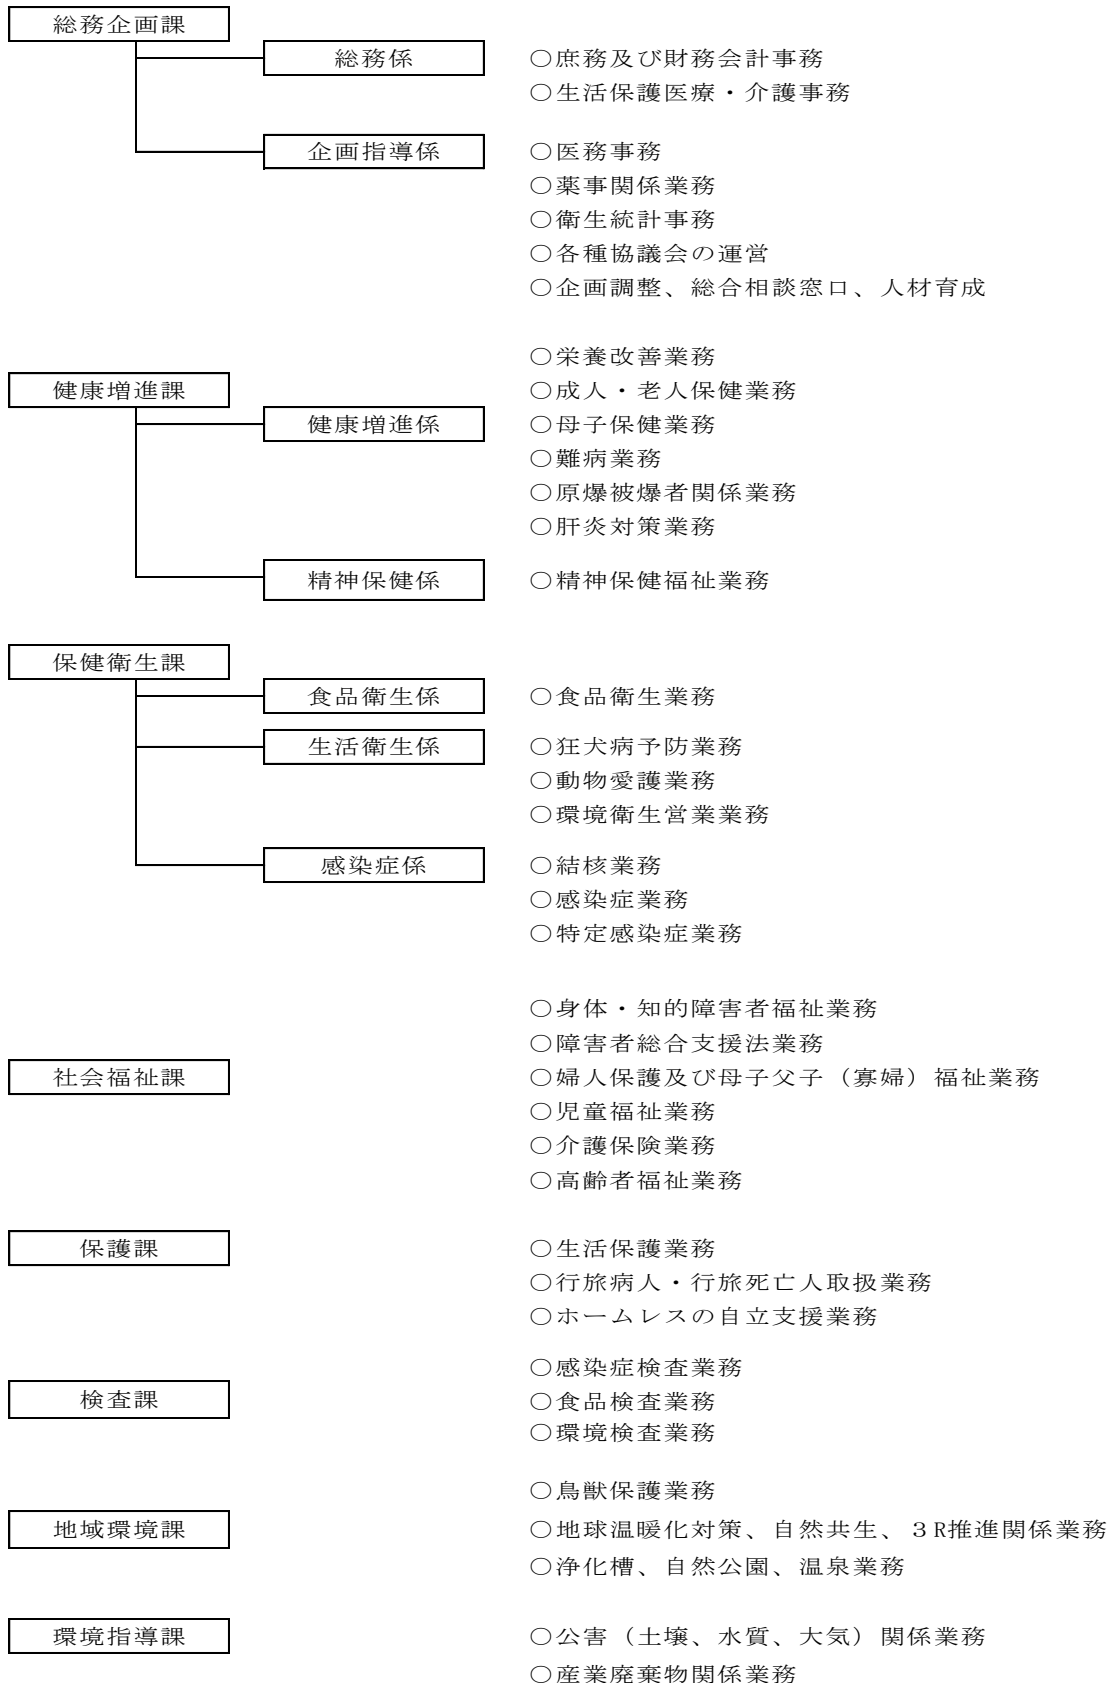 総務企画課
総務係 ○庶務及び財務会計事務
○生活保護医療・介護事務
企画指導係 ○医務事務
○薬事関係業務
○衛生統計事務
○各種協議会の運営
○企画調整、総合相談窓口、人材育成
○栄養改善業務
健康増進課 ○成人・老人保健業務
健康増進係 ○母子保健業務
○難病業務
○原爆被爆者関係業務
○肝炎対策業務
精神保健係 ○精神保健福祉業務
保健衛生課
食品衛生係 ○食品衛生業務
生活衛生係 ○狂犬病予防業務
○動物愛護業務
○環境衛生営業業務
感染症係 ○結核業務
○感染症業務
○特定感染症業務
○身体・知的障害者福祉業務
○障害者総合支援法業務
社会福祉課 ○婦人保護及び母子父子（寡婦）福祉業務
○児童福祉業務
○介護保険業務
○高齢者福祉業務
保護課 ○生活保護業務
○行旅病人・行旅死亡人取扱業務
○ホームレスの自立支援業務
○感染症検査業務
検査課 ○食品検査業務
○環境検査業務
○鳥獣保護業務
地域環境課 ○地球温暖化対策、自然共生、３R推進関係業務
○浄化槽、自然公園、温泉業務
環境指導課 ○公害（土壌、水質、大気）関係業務
○産業廃棄物関係業務